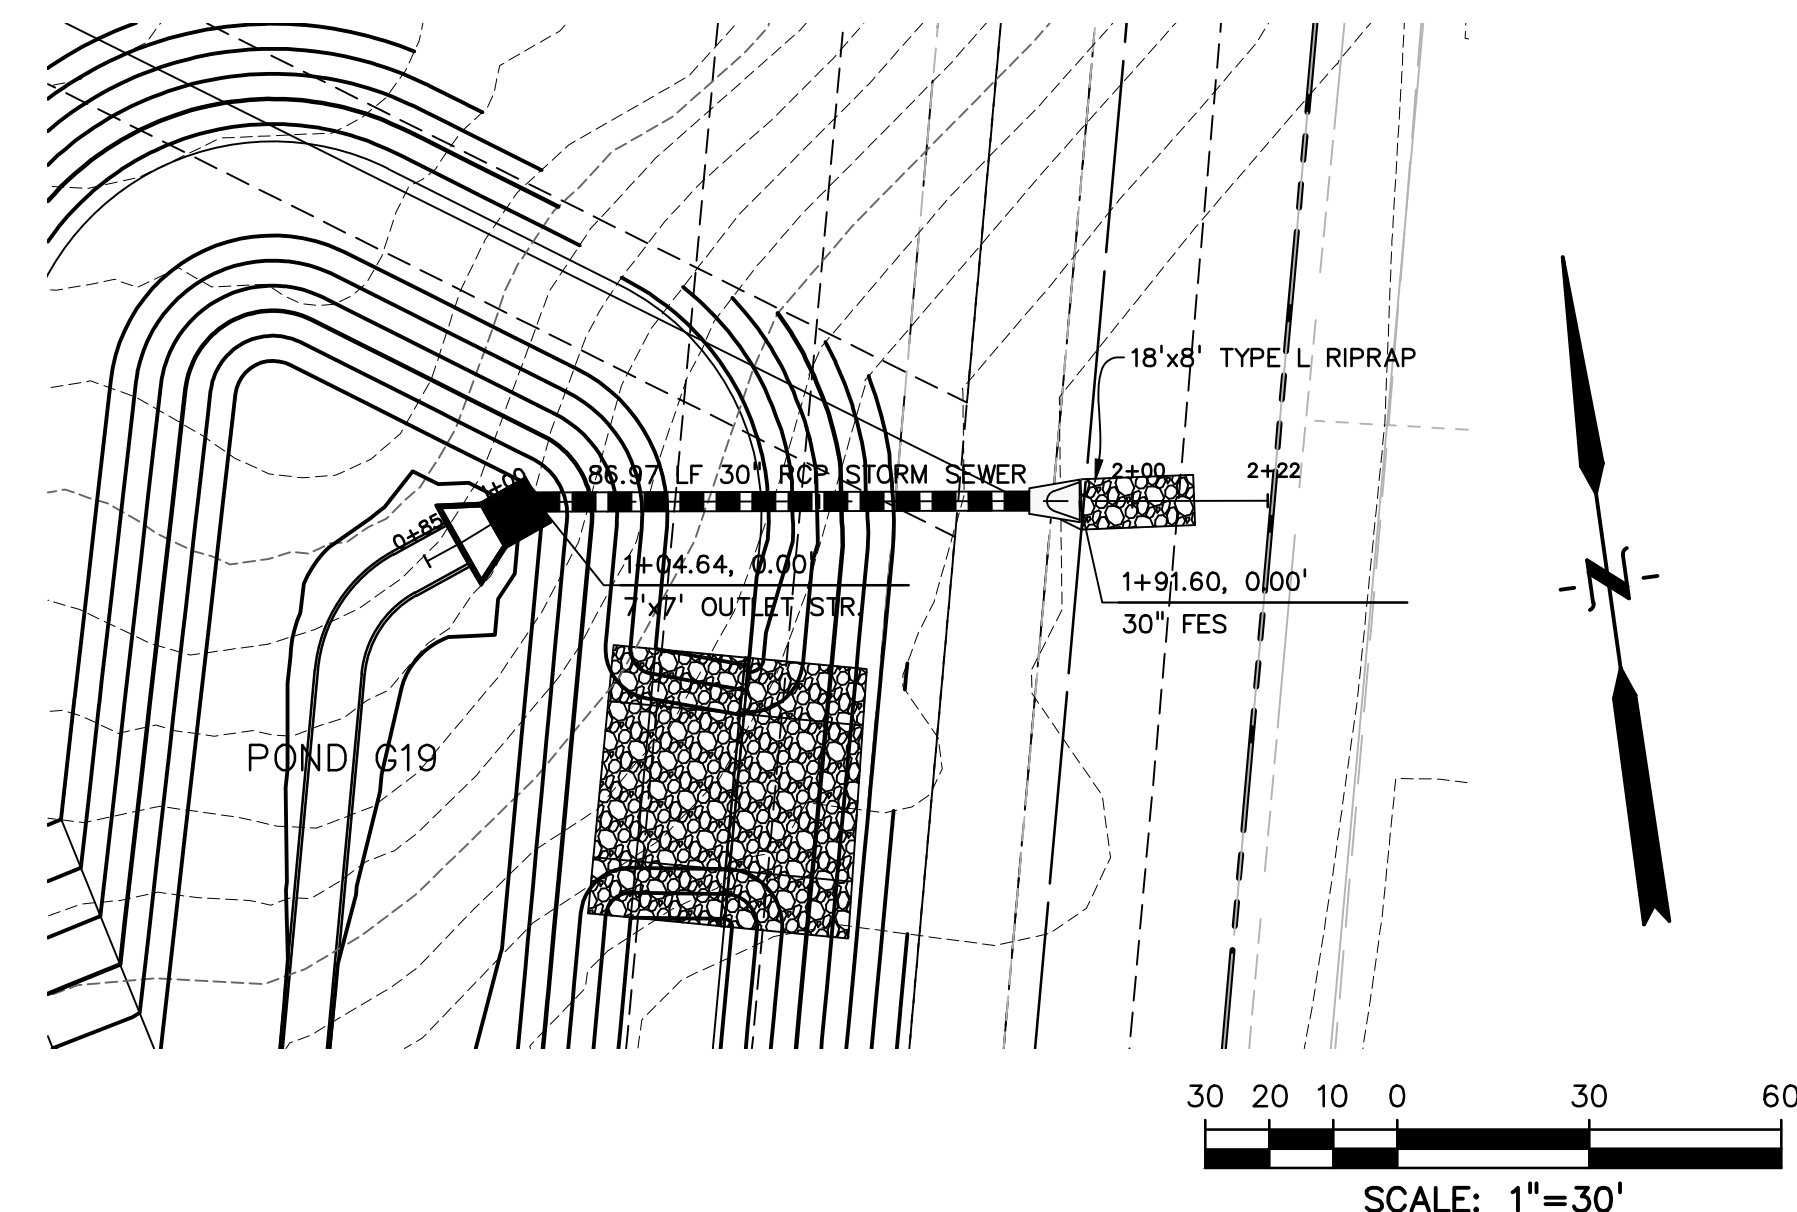 18'x8' TYPE L RIPRAP
86.97 LF 30" RCP STORM SEWER
1+00
2+00
2+22
0+85
1+04.64, 0.00'
7'x7' OUTLET STR.
1+91.60, 0.00'
30" FES
POND G19
N
30 20 10 0 30 60
SCALE: 1"=30'